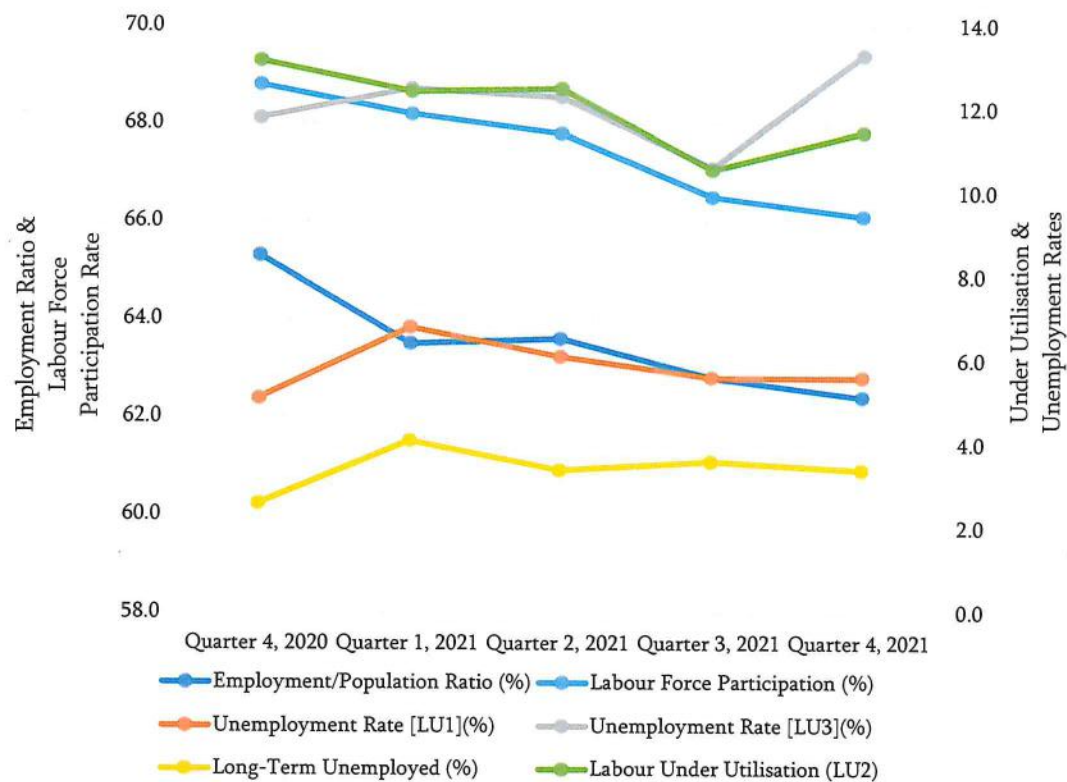 70.0
68.0
66.0
64.0
62.0
60.0
58.0
Employment Ratio &
Labour Force
Participation Rate
14.0
12.0
10.0
8.0
6.0
4.0
2.0
0.0
Under Utilisation &
Unemployment Rates
Quarter 4, 2020 Quarter 1, 2021 Quarter 2, 2021 Quarter 3, 2021 Quarter 4, 2021
Employment/Population Ratio (%) Labour Force Participation (%)
Unemployment Rate [LU1](%) Unemployment Rate [LU3](%)
Long-Term Unemployed (%) Labour Under Utilisation (LU2)